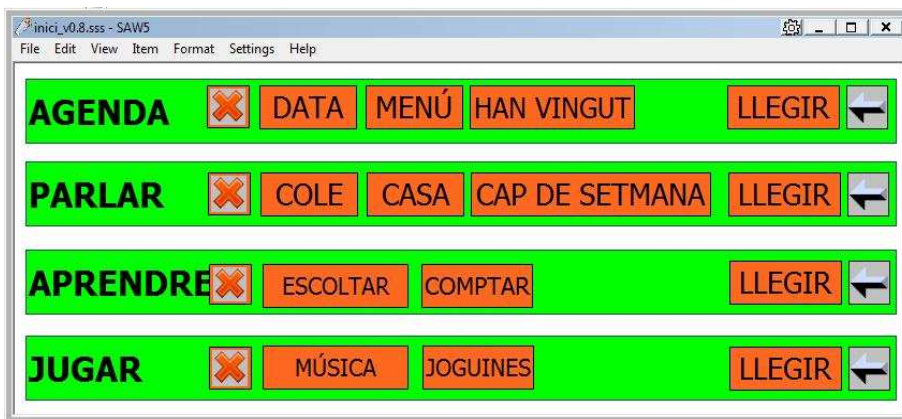 inici_v0.8.sss - SAW5
File Edit View Item Format Settings Help
AGENDA DATA MENÚ HAN VINGUT LLEGIR
PARLAR COLE CASA CAP DE SETMANA LLEGIR
APRENDRE ESCOLTAR COMPTAR LLEGIR
JUGAR MÚSICA JOGUINES LLEGIR